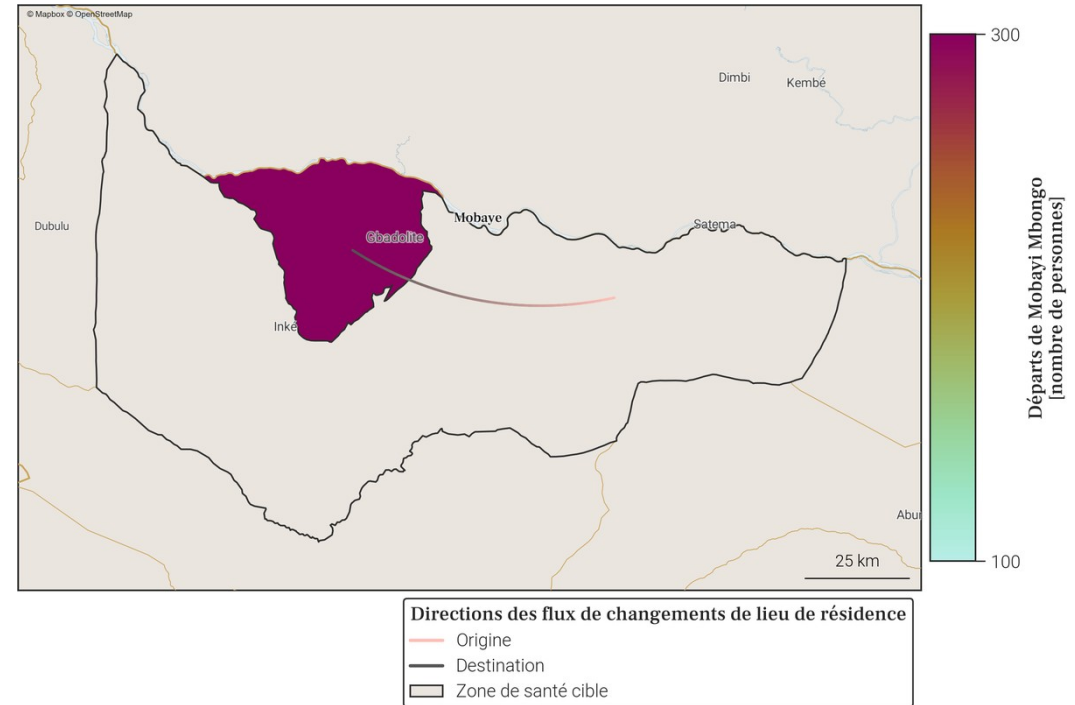 © Mapbox © OpenStreetMap
300
Dimbi
Kembé
Dubulu
Mobaye
Satema
Gbadolite
Inke
Départs de Mobayi Mbongo
[nombre de personnes]
Abu
25 km
100
Directions des flux de changements de lieu de résidence
Origine
Destination
Zone de santé cible